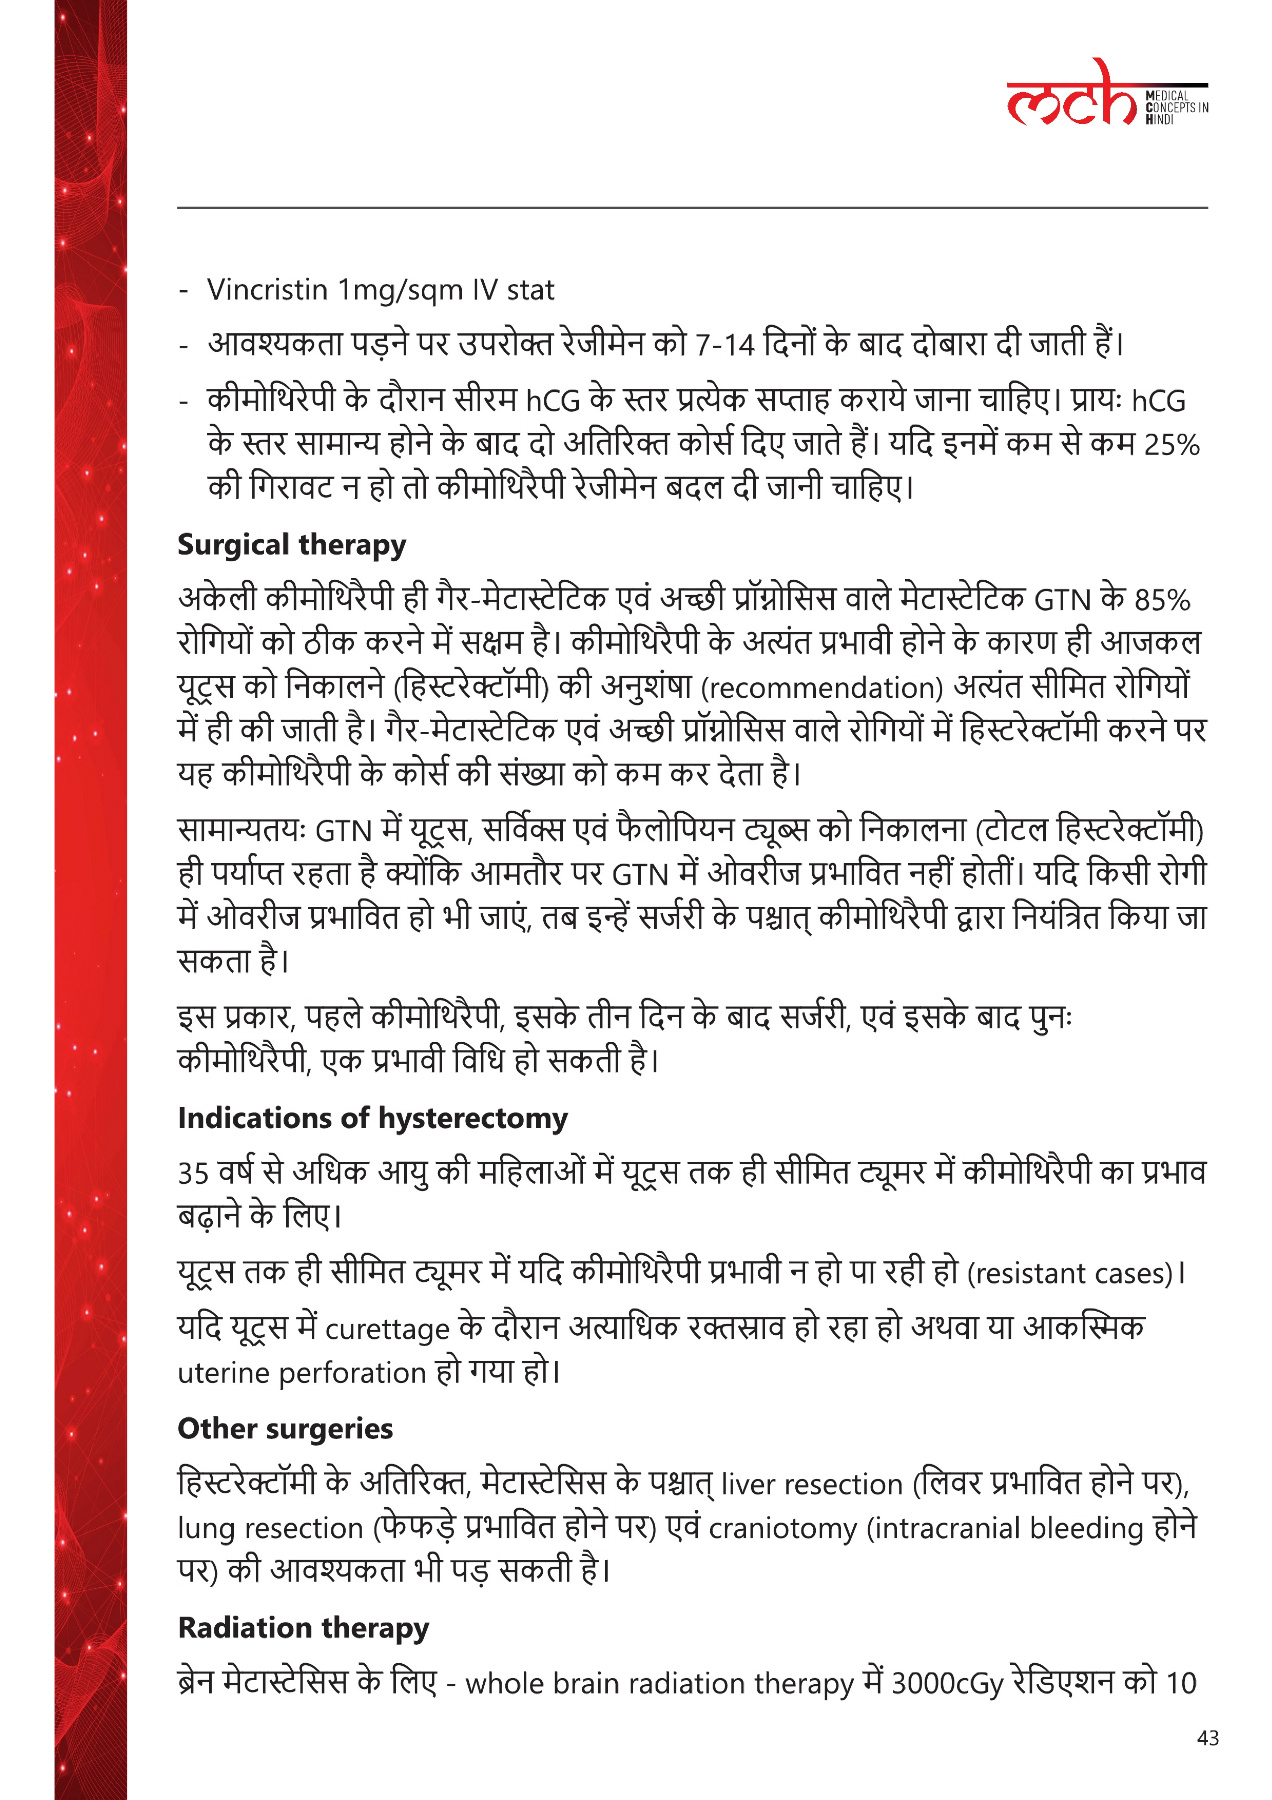 mch MEDICAL
CONCEPTS IN
HINDI
- Vincristin 1mg/sqm IV stat
- आवश्यकता पड़ने पर उपरोक्त रेजीमेन को 7-14 दिनों के बाद दोबारा दी जाती हैं।
- कीमोथिरेपी के दौरान सीरम hCG के स्तर प्रत्येक सप्ताह कराये जाना चाहिए। प्रायः hCG
के स्तर सामान्य होने के बाद दो अतिरिक्त कोर्स दिए जाते हैं। यदि इनमें कम से कम 25%
की गिरावट न हो तो कीमोथिरैपी रेजीमेन बदल दी जानी चाहिए।
Surgical therapy
अकेली कीमोथिरैपी ही गैर-मेटास्टेटिक एवं अच्छी प्रॉग्नोसिस वाले मेटास्टेटिक GTN के 85%
रोगियों को ठीक करने में सक्षम है। कीमोथिरैपी के अत्यंत प्रभावी होने के कारण ही आजकल
यूट्रस को निकालने (हिस्टरेक्टॉमी) की अनुशंषा (recommendation) अत्यंत सीमित रोगियों
में ही की जाती है। गैर-मेटास्टेटिक एवं अच्छी प्रॉग्नोसिस वाले रोगियों में हिस्टरेक्टॉमी करने पर
यह कीमोथिरैपी के कोर्स की संख्या को कम कर देता है।
सामान्यतयः GTN में यूट्रस, सर्विक्स एवं फैलोपियन ट्यूब्स को निकालना (टोटल हिस्टरेक्टॉमी)
ही पर्याप्त रहता है क्योंकि आमतौर पर GTN में ओवरीज प्रभावित नहीं होतीं। यदि किसी रोगी
में ओवरीज प्रभावित हो भी जाएं, तब इन्हें सर्जरी के पश्चात् कीमोथिरैपी द्वारा नियंत्रित किया जा
सकता है।
इस प्रकार, पहले कीमोथिरैपी, इसके तीन दिन के बाद सर्जरी, एवं इसके बाद पुनः
कीमोथिरैपी, एक प्रभावी विधि हो सकती है।
Indications of hysterectomy
35 वर्ष से अधिक आयु की महिलाओं में यूट्रस तक ही सीमित ट्यूमर में कीमोथिरैपी का प्रभाव
बढ़ाने के लिए।
यूट्रस तक ही सीमित ट्यूमर में यदि कीमोथिरैपी प्रभावी न हो पा रही हो (resistant cases)।
यदि यूट्रस में curettage के दौरान अत्याधिक रक्तस्राव हो रहा हो अथवा या आकस्मिक
uterine perforation हो गया हो।
Other surgeries
हिस्टरेक्टॉमी के अतिरिक्त, मेटास्टेसिस के पश्चात् liver resection (लिवर प्रभावित होने पर),
lung resection (फेफड़े प्रभावित होने पर) एवं craniotomy (intracranial bleeding होने
पर) की आवश्यकता भी पड़ सकती है।
Radiation therapy
ब्रेन मेटास्टेसिस के लिए - whole brain radiation therapy में 3000cGy रेडिएशन को 10
43